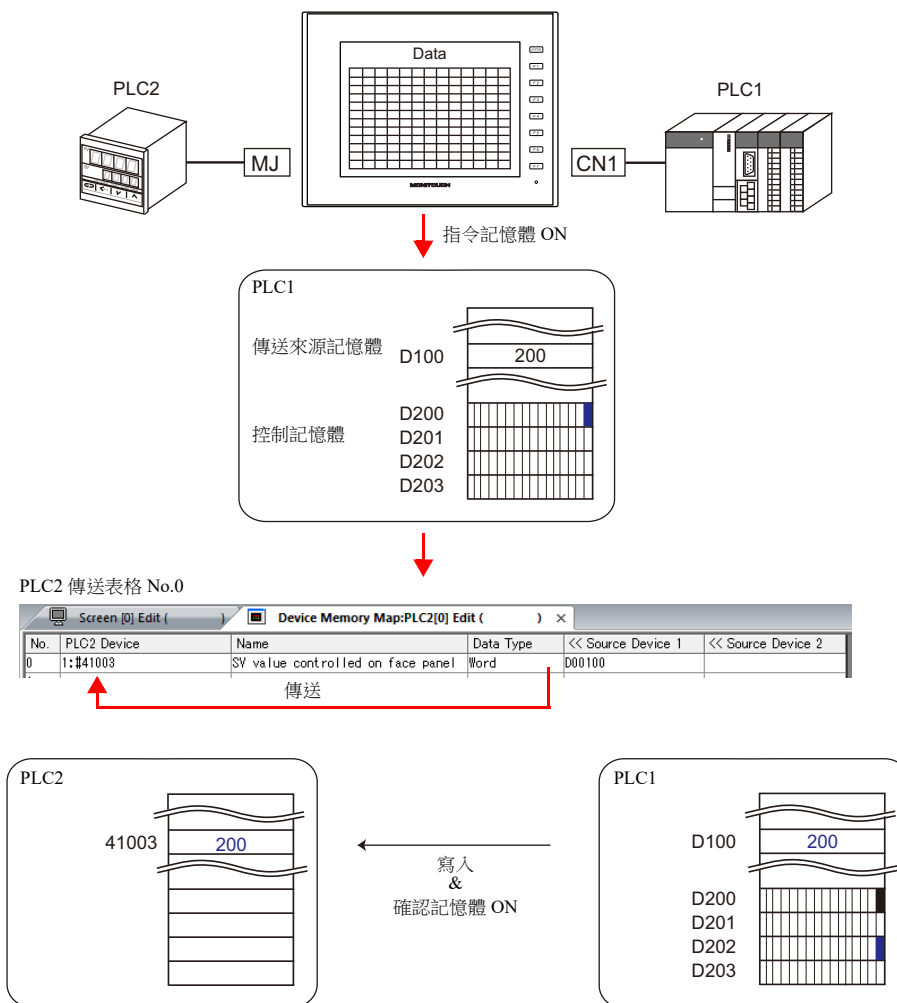 Data
PLC2
PLC1
MJ
CN1
MONITOUCH
指令記憶體 ON
PLC1
傳送來源記憶體
D100
200
控制記憶體
D200
D201
D202
D203
PLC2 傳送表格 No.0
Screen [0] Edit ( )
Device Memory Map:PLC2[0] Edit ( ) ×
No. PLC2 Device Name Data Type << Source Device 1 << Source Device 2
0 1:#41003 SV value controlled on face panel Word D00100
傳送
PLC2
41003
200
寫入
&
確認記憶體 ON
PLC1
D100
200
D200
D201
D202
D203